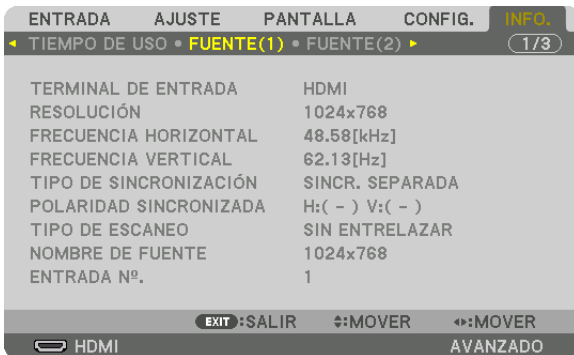 ENTRADA AJUSTE PANTALLA CONFIG. INFO.
TIEMPO DE USO • FUENTE(1) • FUENTE(2) 1/3
TERMINAL DE ENTRADA HDMI
RESOLUCIÓN 1024x768
FRECUENCIA HORIZONTAL 48.58[kHz]
FRECUENCIA VERTICAL 62.13[Hz]
TIPO DE SINCRONIZACIÓN SINCR. SEPARADA
POLARIDAD SINCRONIZADA H:( - ) V:( - )
TIPO DE ESCANEO SIN ENTRELAZAR
NOMBRE DE FUENTE 1024x768
ENTRADA Nº. 1
EXIT :SALIR :MOVER :MOVER
HDMI AVANZADO